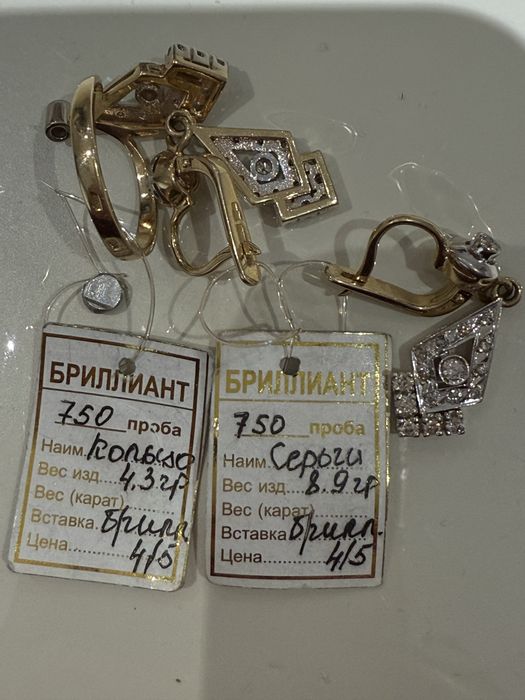 БРИЛЛИАНТ
750 проба
Наим. Кольцо
Вес изд. 4.3 гр
Вес (карат)
Вставка Брилл.
Цена 4/5
БРИЛЛИАНТ
750 проба
Наим. Серьги
Вес изд. 8.9 гр
Вес (карат)
Вставка Брилл.
Цена 4/5